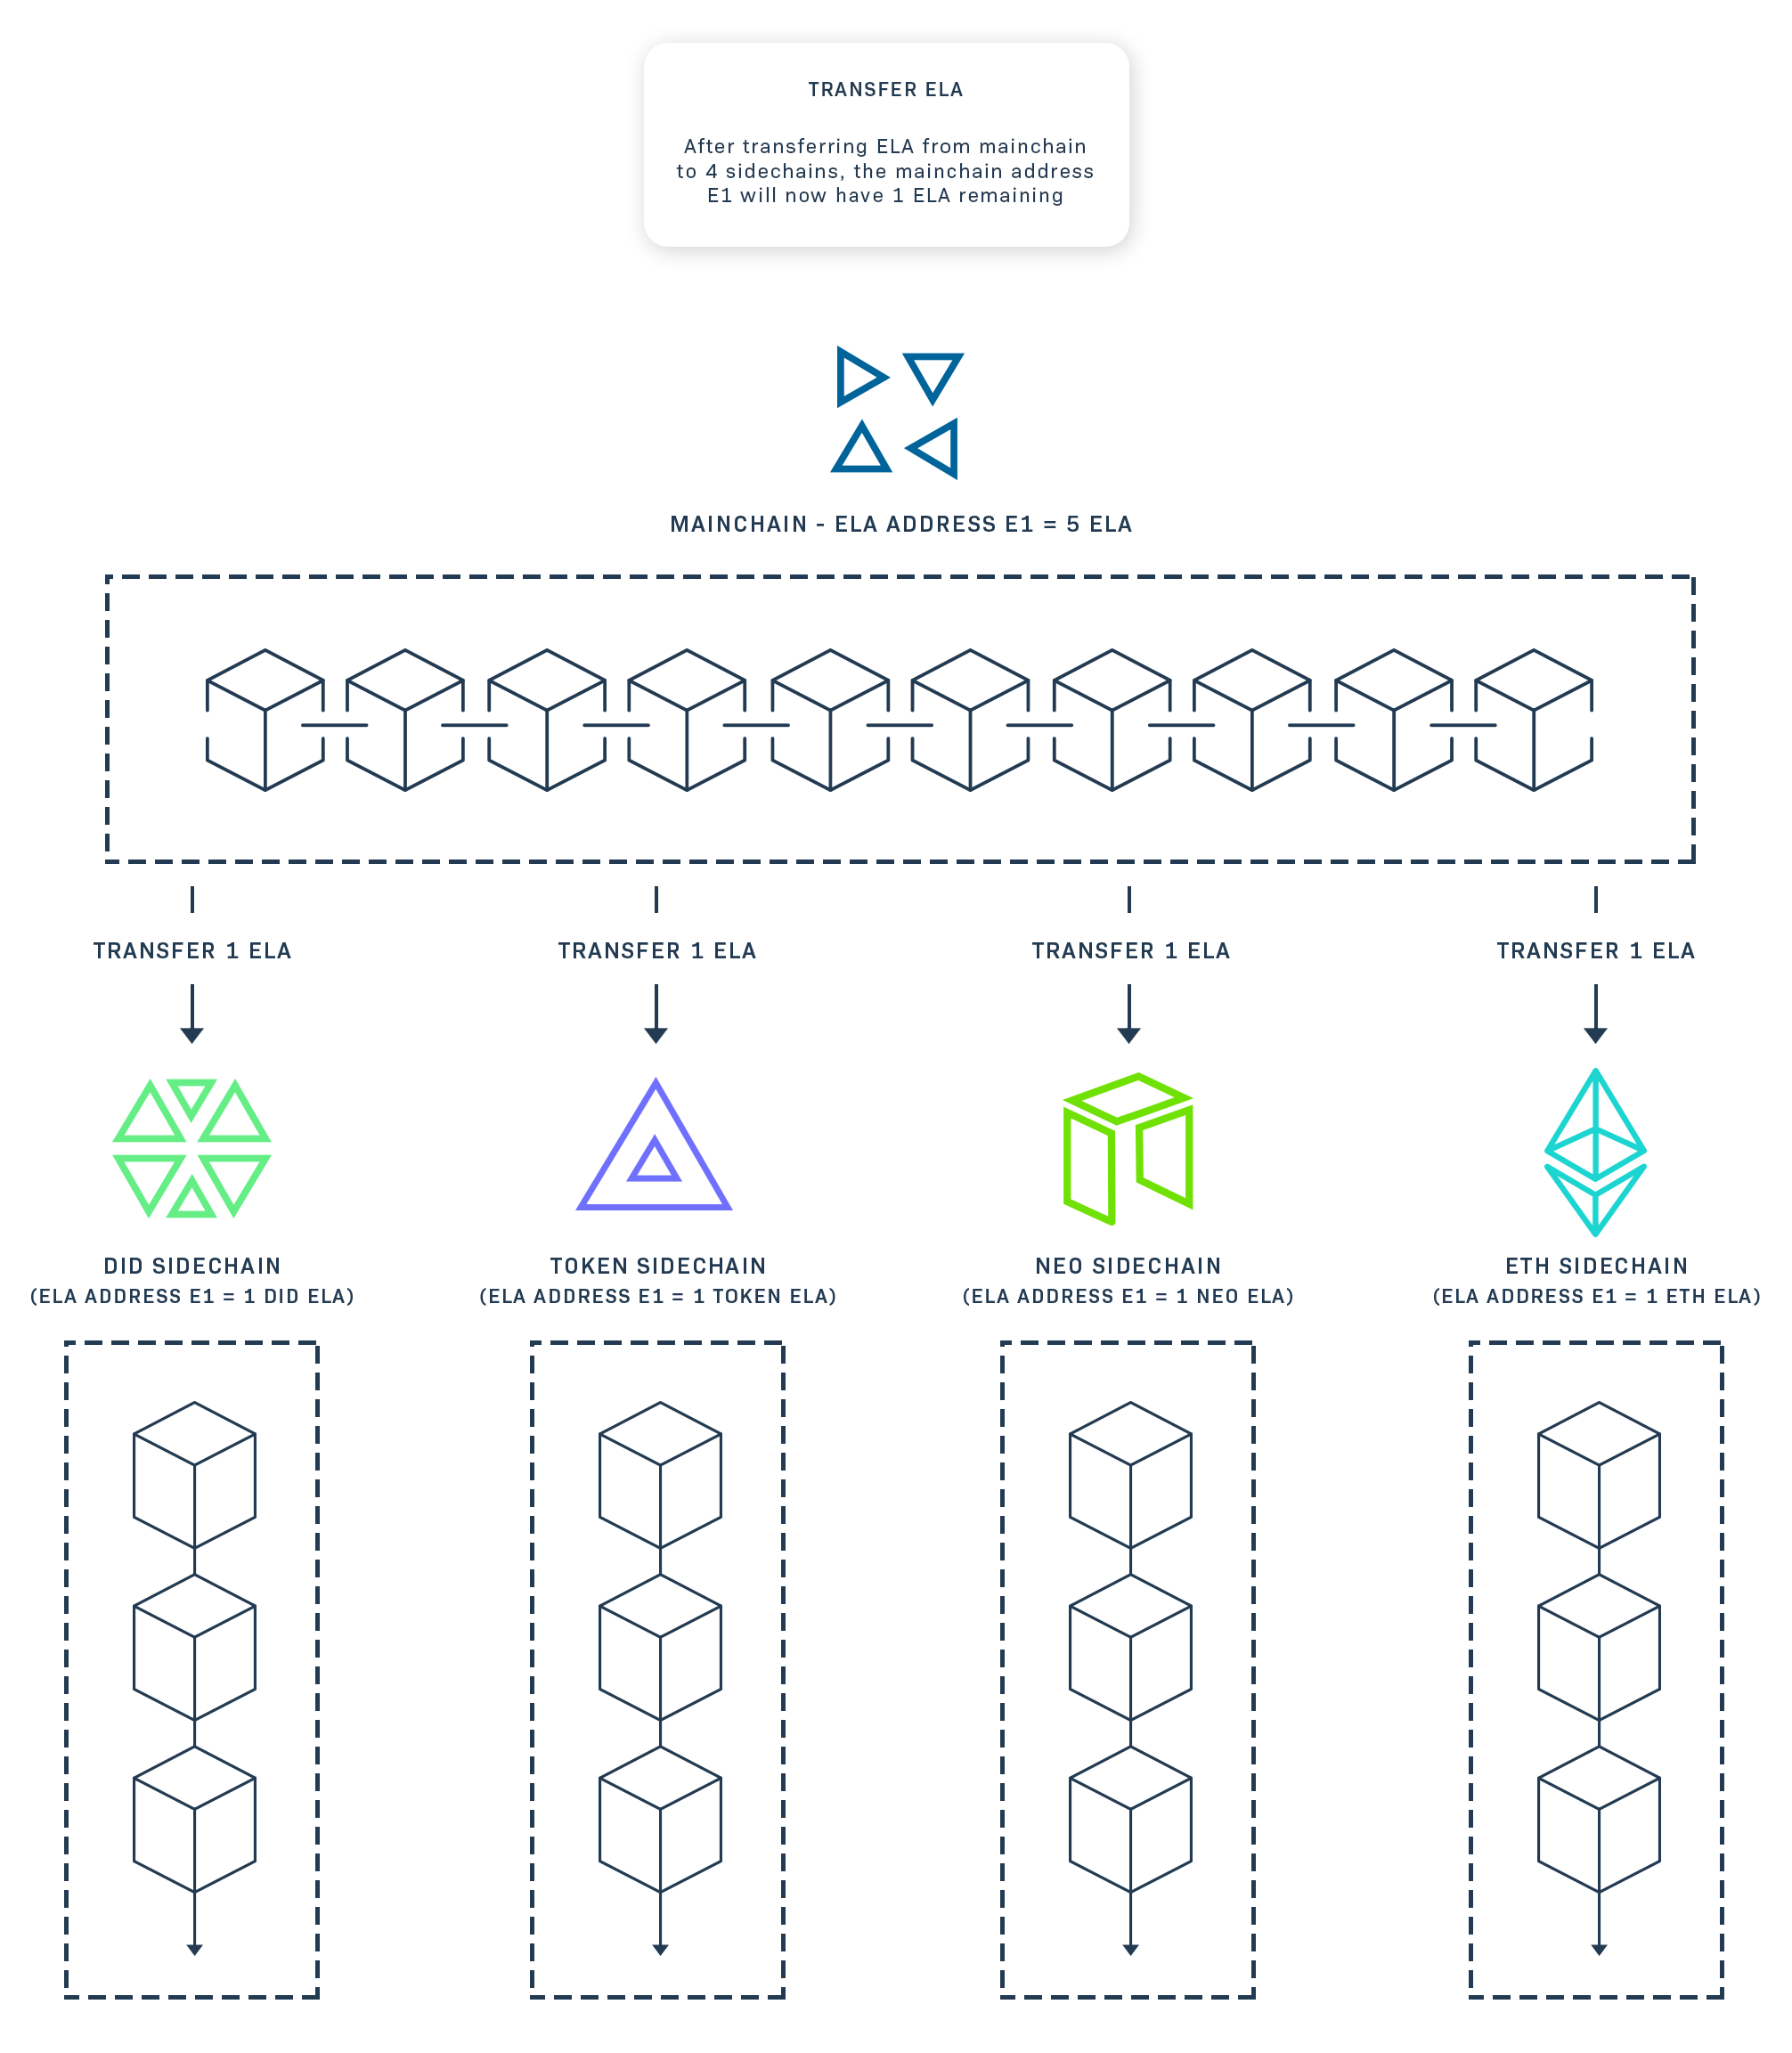 TRANSFER ELA
After transferring ELA from mainchain
to 4 sidechains, the mainchain address
E1 will now have 1 ELA remaining
MAINCHAIN - ELA ADDRESS E1 = 5 ELA
TRANSFER 1 ELA
TRANSFER 1 ELA
TRANSFER 1 ELA
TRANSFER 1 ELA
DID SIDECHAIN
(ELA ADDRESS E1 = 1 DID ELA)
TOKEN SIDECHAIN
(ELA ADDRESS E1 = 1 TOKEN ELA)
NEO SIDECHAIN
(ELA ADDRESS E1 = 1 NEO ELA)
ETH SIDECHAIN
(ELA ADDRESS E1 = 1 ETH ELA)